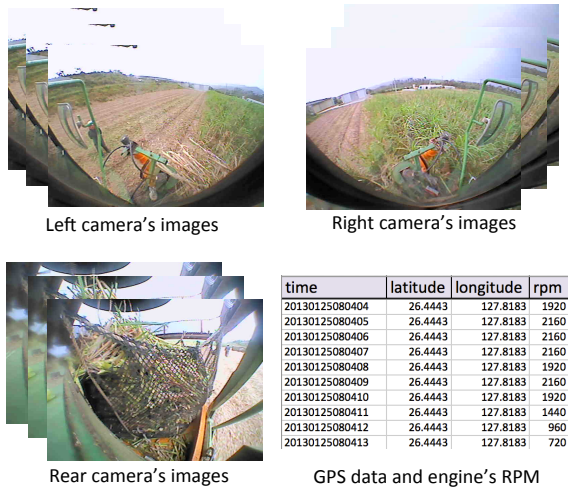 Left camera's images
Right camera's images
time latitude longitude rpm
20130125080404 26.4443 127.8183 1920
20130125080405 26.4443 127.8183 2160
20130125080406 26.4443 127.8183 2160
20130125080407 26.4443 127.8183 2160
20130125080408 26.4443 127.8183 1920
20130125080409 26.4443 127.8183 2160
20130125080410 26.4443 127.8183 1920
20130125080411 26.4443 127.8183 1440
20130125080412 26.4443 127.8183 960
20130125080413 26.4443 127.8183 720
Rear camera's images
GPS data and engine's RPM